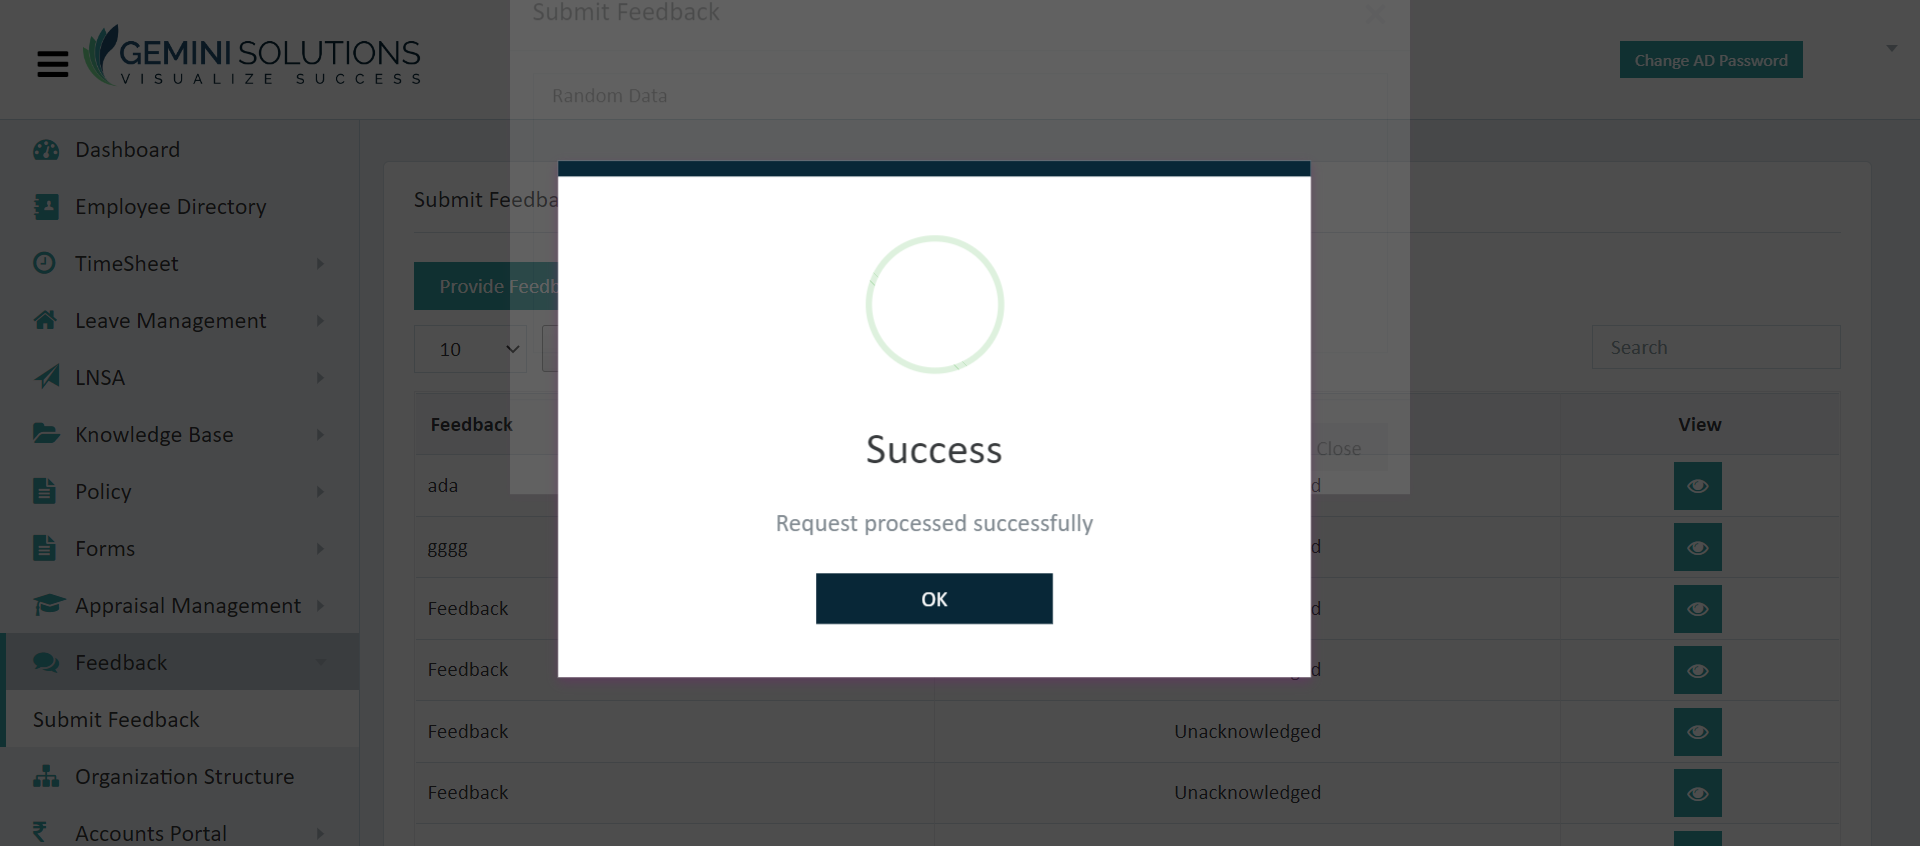 Submit Feedback
GEMINI SOLUTIONS
VISUALIZE SUCCESS
Change AD Password
Random Data
Dashboard
Employee Directory
TimeSheet
Leave Management
LNSA
Knowledge Base
Policy
Forms
Appraisal Management
Feedback
Submit Feedback
Organization Structure
Accounts Portal
Submit Feedba
Provide Feedb
10
Search
Feedback
View
Close
ada
d
gggg
d
Feedback
d
Feedback
d
Feedback
Unacknowledged
Feedback
Unacknowledged
Success
Request processed successfully
OK